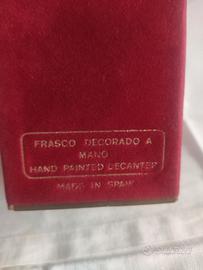 FRASCO DECORADO A
MANO
HAND PAINTED DECANTER
MADE IN SPAIN